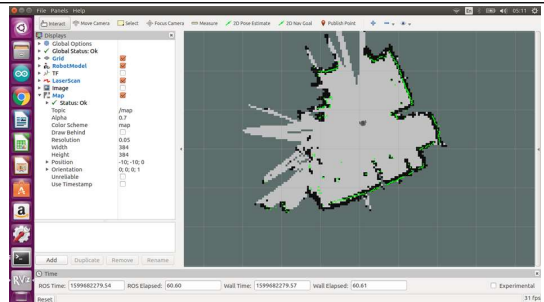 File Panels Help
En
05:11
Interact Move Camera Select Focus Camera Measure 2D Pose Estimate 2D Nav Goal Publish Point
Displays
Global Options
Global Status: Ok
Grid
RobotModel
TF
LaserScan
Image
Map
Status: Ok
Topic /map
Alpha 0.7
Color Scheme map
Draw Behind
Resolution 0.05
Width 384
Height 384
Position -10; -10; 0
Orientation 0; 0; 0; 1
Unreliable
Use Timestamp
Add Duplicate Remove Rename
Time
ROS Time: 1599682279.54 ROS Elapsed: 60.60 Wall Time: 1599682279.57 Wall Elapsed: 60.61 Experimental
Reset 31 fps